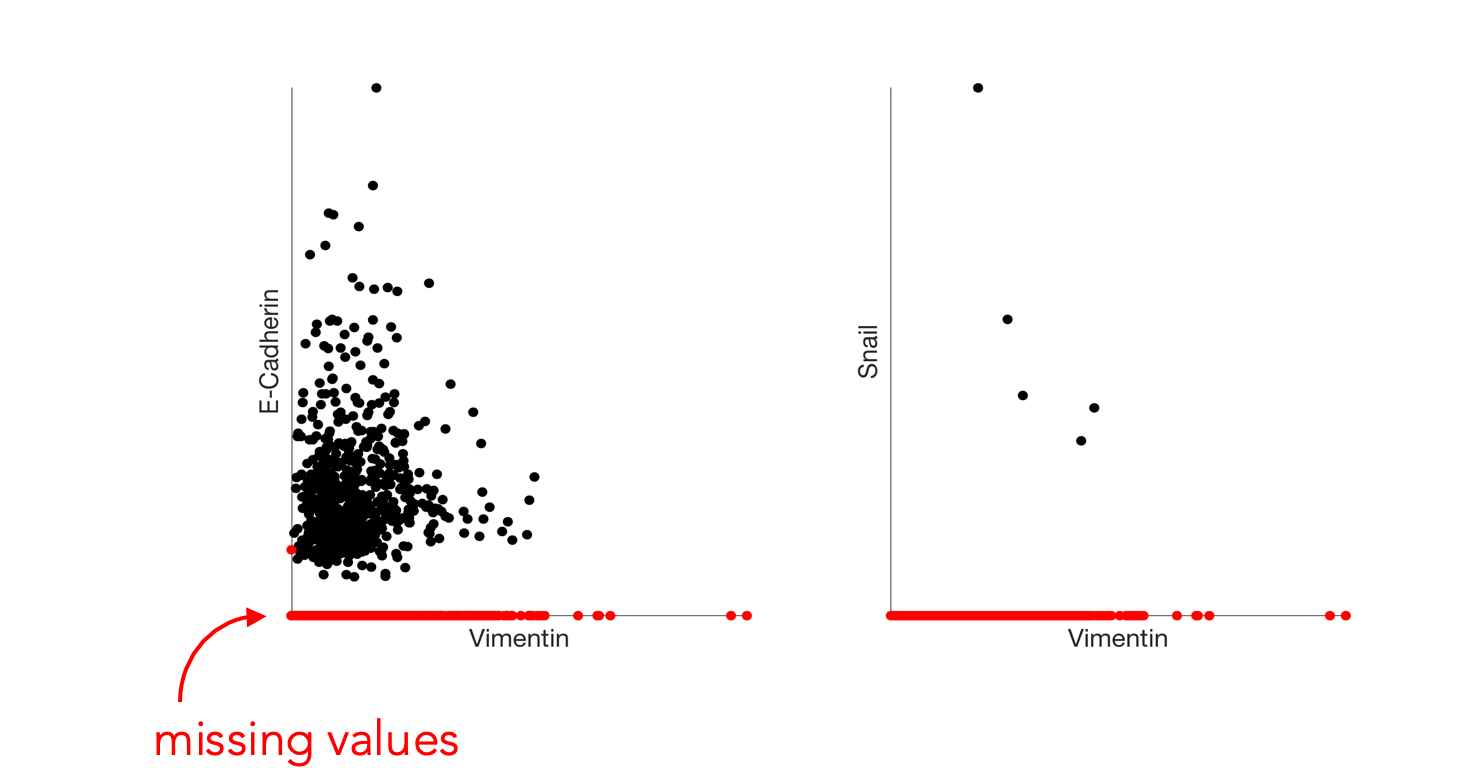 E-Cadherin
Vimentin
Snail
Vimentin
missing values